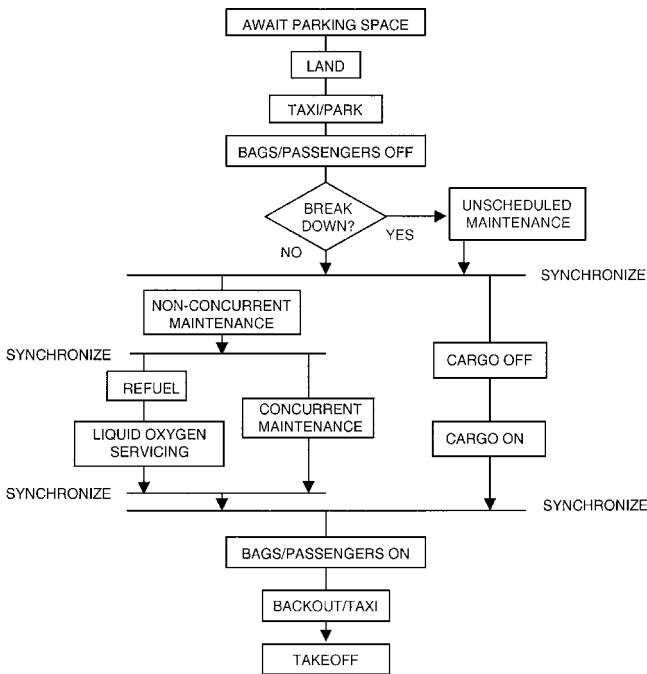 AWAIT PARKING SPACE
LAND
TAXI/PARK
BAGS/PASSENGERS OFF
BREAK
DOWN?
YES
NO
UNSCHEDULED
MAINTENANCE
SYNCHRONIZE
NON-CONCURRENT
MAINTENANCE
SYNCHRONIZE
REFUEL
LIQUID OXYGEN
SERVICING
CONCURRENT
MAINTENANCE
CARGO OFF
CARGO ON
SYNCHRONIZE
SYNCHRONIZE
BAGS/PASSENGERS ON
BACKOUT/TAXI
TAKEOFF